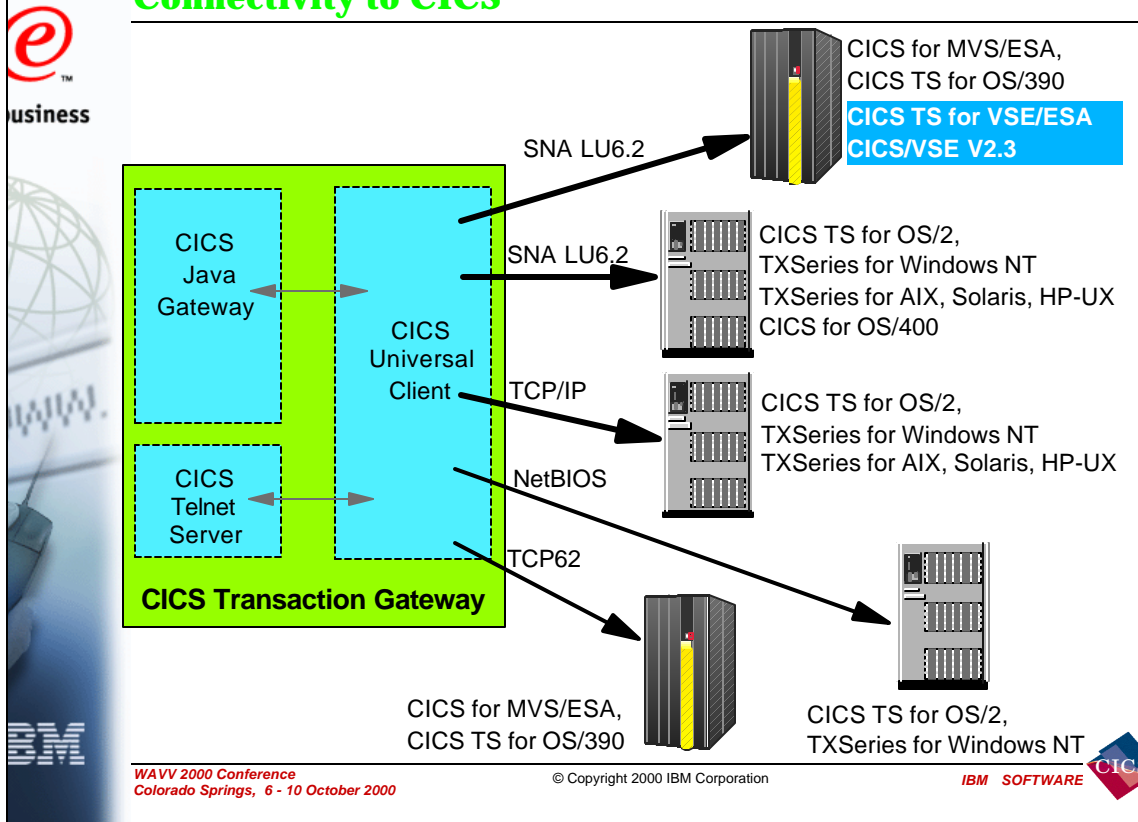 Connectivity to CICS
e
TM
business
CICS for MVS/ESA,
CICS TS for OS/390
CICS TS for VSE/ESA
CICS/VSE V2.3
SNA LU6.2
SNA LU6.2
CICS TS for OS/2,
TXSeries for Windows NT
TXSeries for AIX, Solaris, HP-UX
CICS for OS/400
CICS
Java
Gateway
CICS
Universal
Client
TCP/IP
CICS TS for OS/2,
TXSeries for Windows NT
TXSeries for AIX, Solaris, HP-UX
CICS
Telnet
Server
NetBIOS
TCP62
CICS Transaction Gateway
CICS for MVS/ESA,
CICS TS for OS/390
CICS TS for OS/2,
TXSeries for Windows NT
WWW.
IBM
WAVV 2000 Conference
Colorado Springs, 6 - 10 October 2000
© Copyright 2000 IBM Corporation
IBM SOFTWARE
CIC